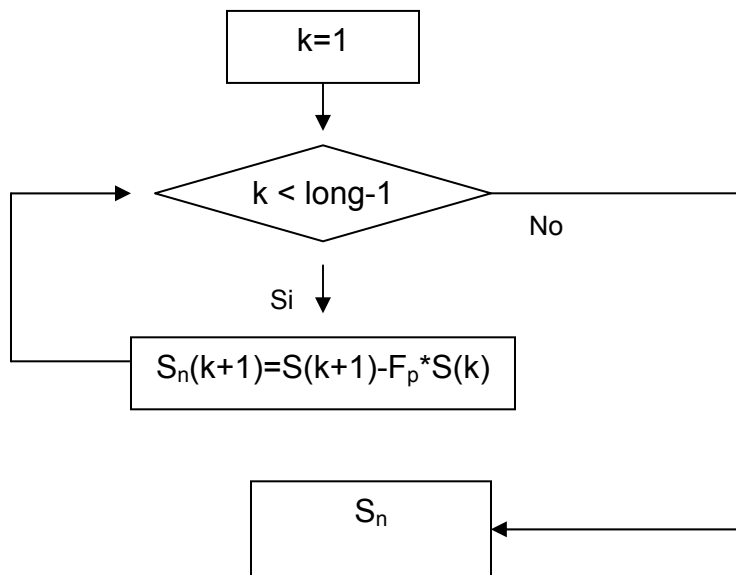 k=1
k < long-1
No
Si
Sₙ(k+1)=S(k+1)-Fₚ*S(k)
Sₙ